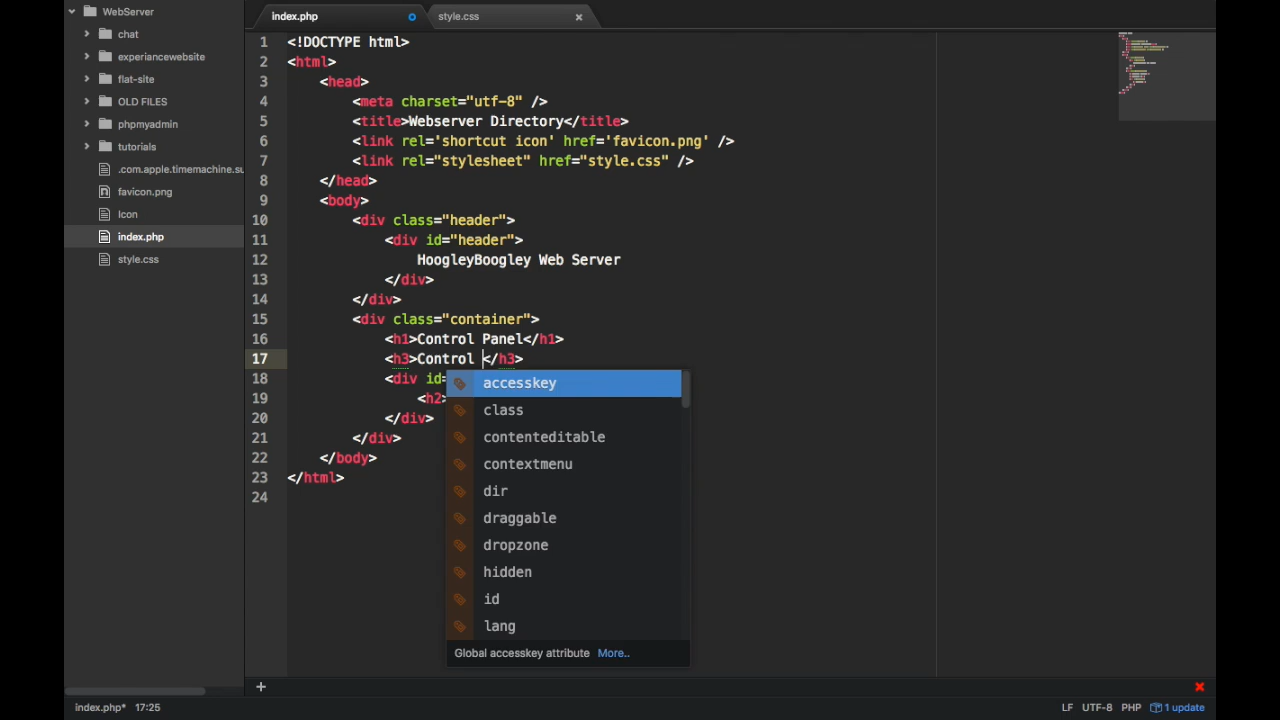 WebServer
chat
experiancewebsite
flat-site
OLD FILES
phpmyadmin
tutorials
.com.apple.timemachine.su
favicon.png
Icon
index.php
style.css
index.php
style.css
1 <!DOCTYPE html>
2 <html>
3 <head>
4 <meta charset="utf-8" />
5 <title>Webserver Directory</title>
6 <link rel='shortcut icon' href='favicon.png' />
7 <link rel="stylesheet" href="style.css" />
8 </head>
9 <body>
10 <div class="header">
11 <div id="header">
12 HoogleyBoogley Web Server
13 </div>
14 </div>
15 <div class="container">
16 <h1>Control Panel</h1>
17 <h3>Control </h3>
18 <div id=
19 <h2>
20 </div>
21 </div>
22 </body>
23 </html>
24
accesskey
class
contenteditable
contextmenu
dir
draggable
dropzone
hidden
id
lang
Global accesskey attribute More..
+
index.php* 17:25
LF UTF-8 PHP 1 update